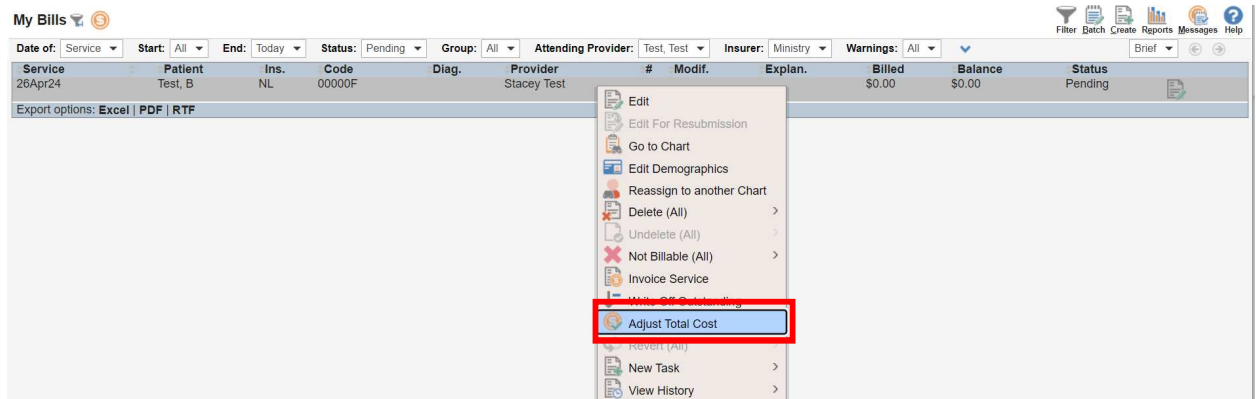 My Bills
Filter Batch Create Reports Messages Help
Date of: Service Start: All End: Today Status: Pending Group: All Attending Provider: Test, Test Insurer: Ministry Warnings: All Brief
Service Patient Ins. Code Diag. Provider # Modif. Explan. Billed Balance Status
26Apr24 Test, B NL 00000F Stacey Test $0.00 $0.00 Pending
Export options: Excel | PDF | RTF
Edit
Edit For Resubmission
Go to Chart
Edit Demographics
Reassign to another Chart
Delete (All)
Undelete (All)
Not Billable (All)
Invoice Service
Write Off Outstanding
Adjust Total Cost
Revert (All)
New Task
View History